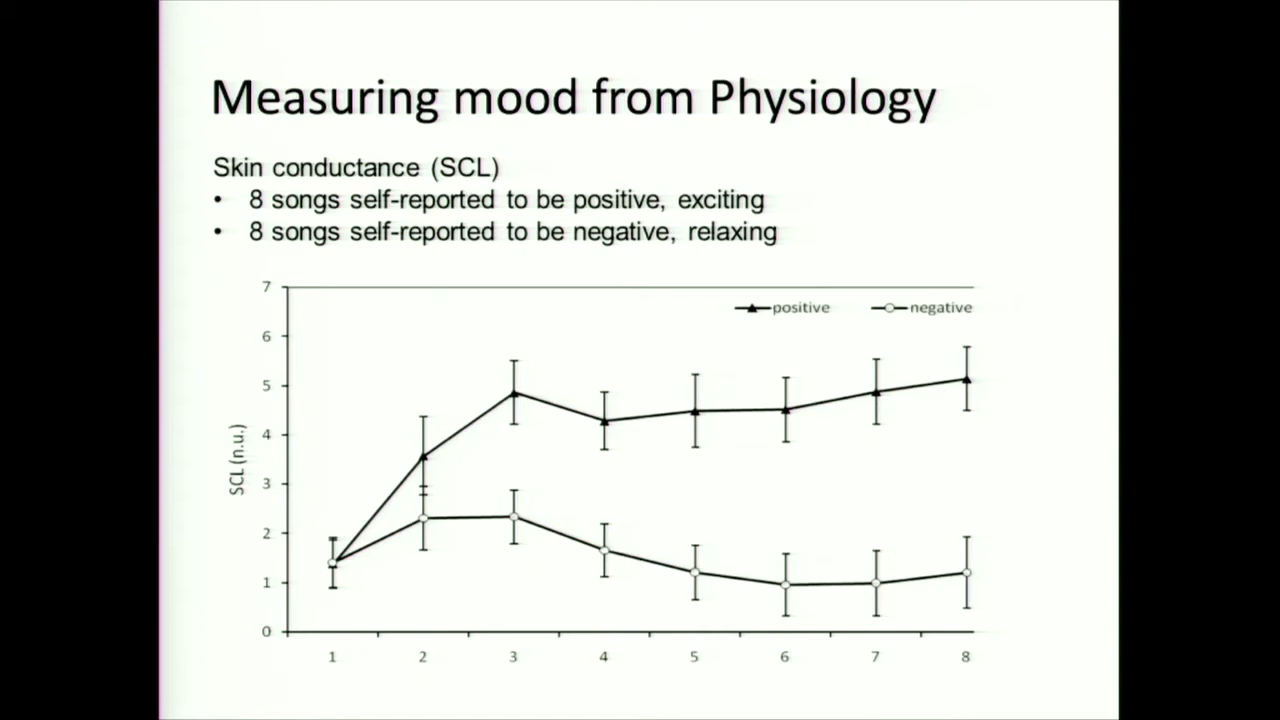 Measuring mood from Physiology
Skin conductance (SCL)
• 8 songs self-reported to be positive, exciting
• 8 songs self-reported to be negative, relaxing
positive negative
7
6
5
4
3
2
1
0
SCL (n.u.)
1 2 3 4 5 6 7 8